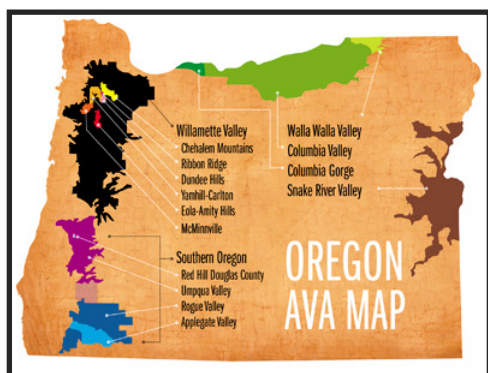 Willamette Valley
Chehalem Mountains
Ribbon Ridge
Dundee Hills
Yamhill-Carlton
Eola-Amity Hills
McMinnville
Southern Oregon
Red Hill Douglas County
Umpqua Valley
Rogue Valley
Applegate Valley
Walla Walla Valley
Columbia Valley
Columbia Gorge
Snake River Valley
OREGON
AVA MAP